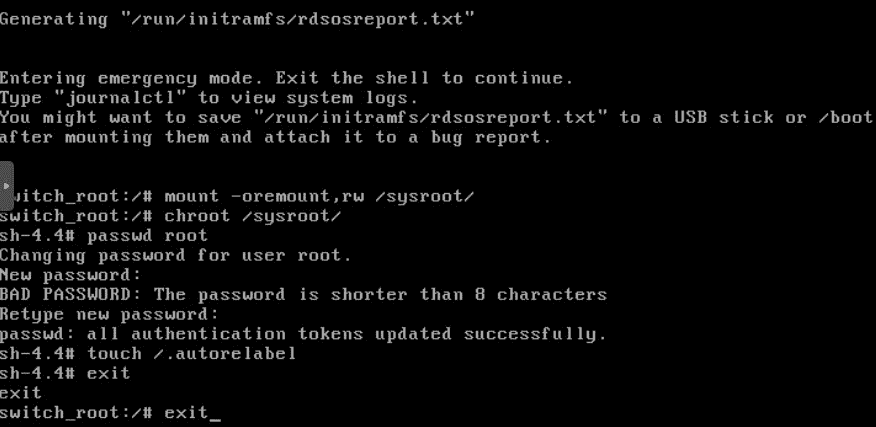 Generating "/run/initramfs/rdsosreport.txt"
Entering emergency mode. Exit the shell to continue.
Type "journalctl" to view system logs.
You might want to save "/run/initramfs/rdsosreport.txt" to a USB stick or /boot
after mounting them and attach it to a bug report.
switch_root:/# mount -oremount,rw /sysroot/
switch_root:/# chroot /sysroot/
sh-4.4# passwd root
Changing password for user root.
New password:
BAD PASSWORD: The password is shorter than 8 characters
Retype new password:
passwd: all authentication tokens updated successfully.
sh-4.4# touch /.autorelabel
sh-4.4# exit
exit
switch_root:/# exit_